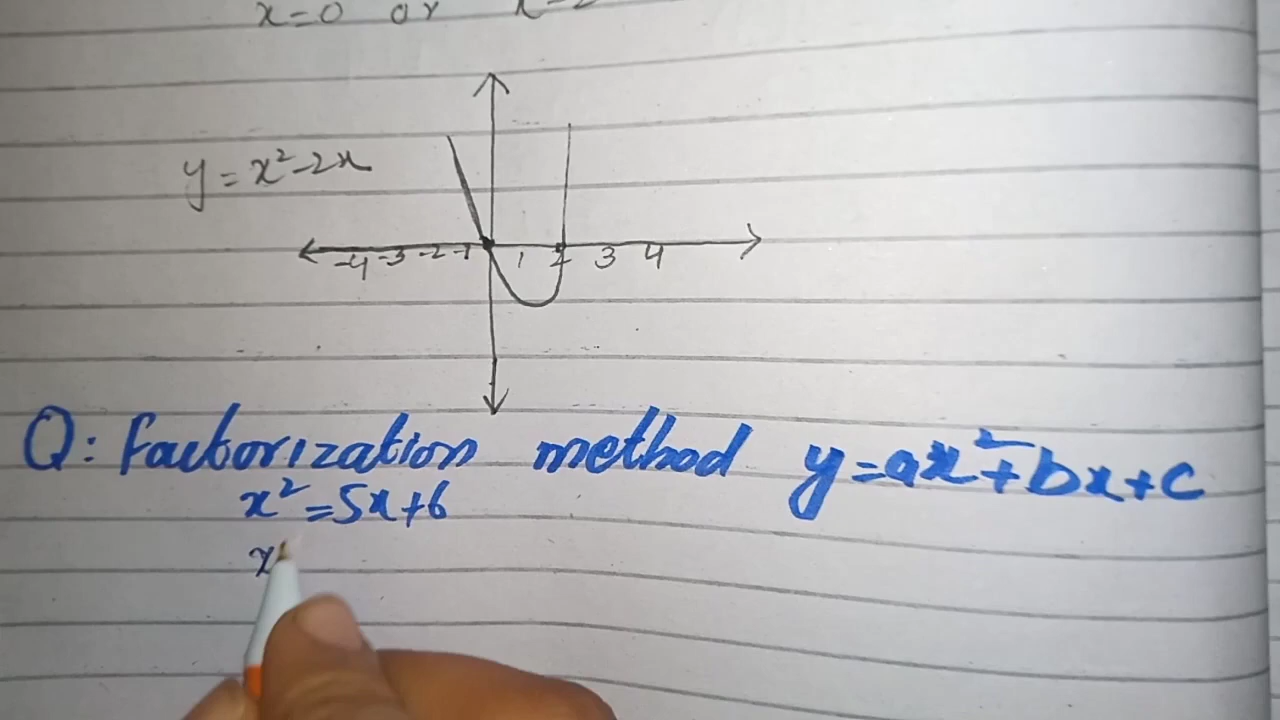 x=0 or x=2
y=x²-2x
-4 -3 -2 -1 1 2 3 4
Q: Factorization method y=ax²+bx+c
x²=5x+6
x